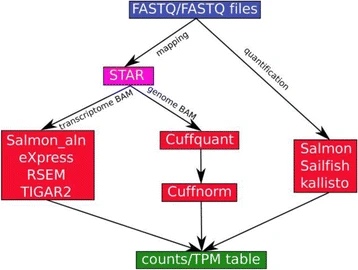 FASTQ/FASTQ files
mapping
quantification
STAR
transcriptome BAM
genome BAM
Salmon_aln
eXpress
RSEM
TIGAR2
Cuffquant
Cuffnorm
Salmon
Sailfish
kallisto
counts/TPM table